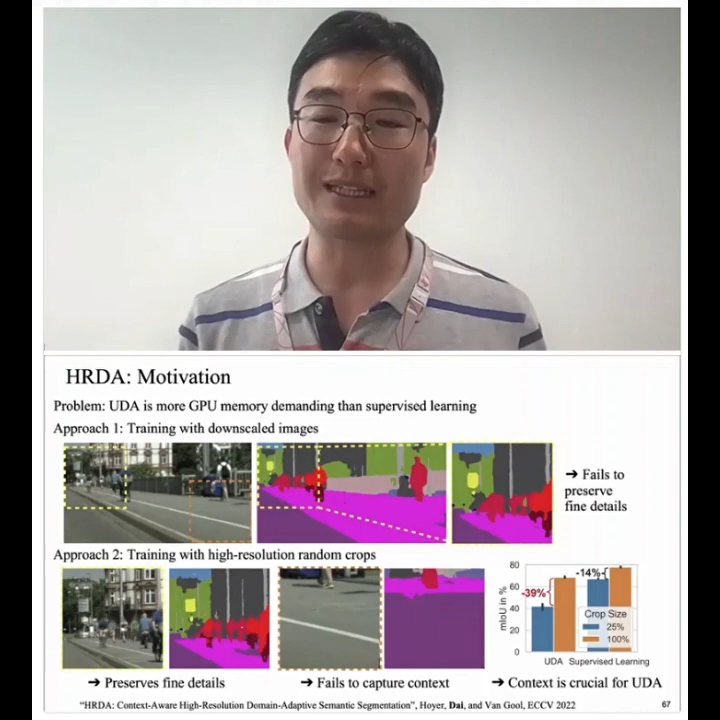 HRDA: Motivation
Problem: UDA is more GPU memory demanding than supervised learning
Approach 1: Training with downscaled images
➔ Fails to
preserve
fine details
Approach 2: Training with high-resolution random crops
80
60
40
20
0
mIoU in %
-39%
-14%
Crop Size
25%
100%
UDA Supervised Learning
➔ Preserves fine details
➔ Fails to capture context
➔ Context is crucial for UDA
"HRDA: Context-Aware High-Resolution Domain-Adaptive Semantic Segmentation", Hoyer, Dai, and Van Gool, ECCV 2022
67